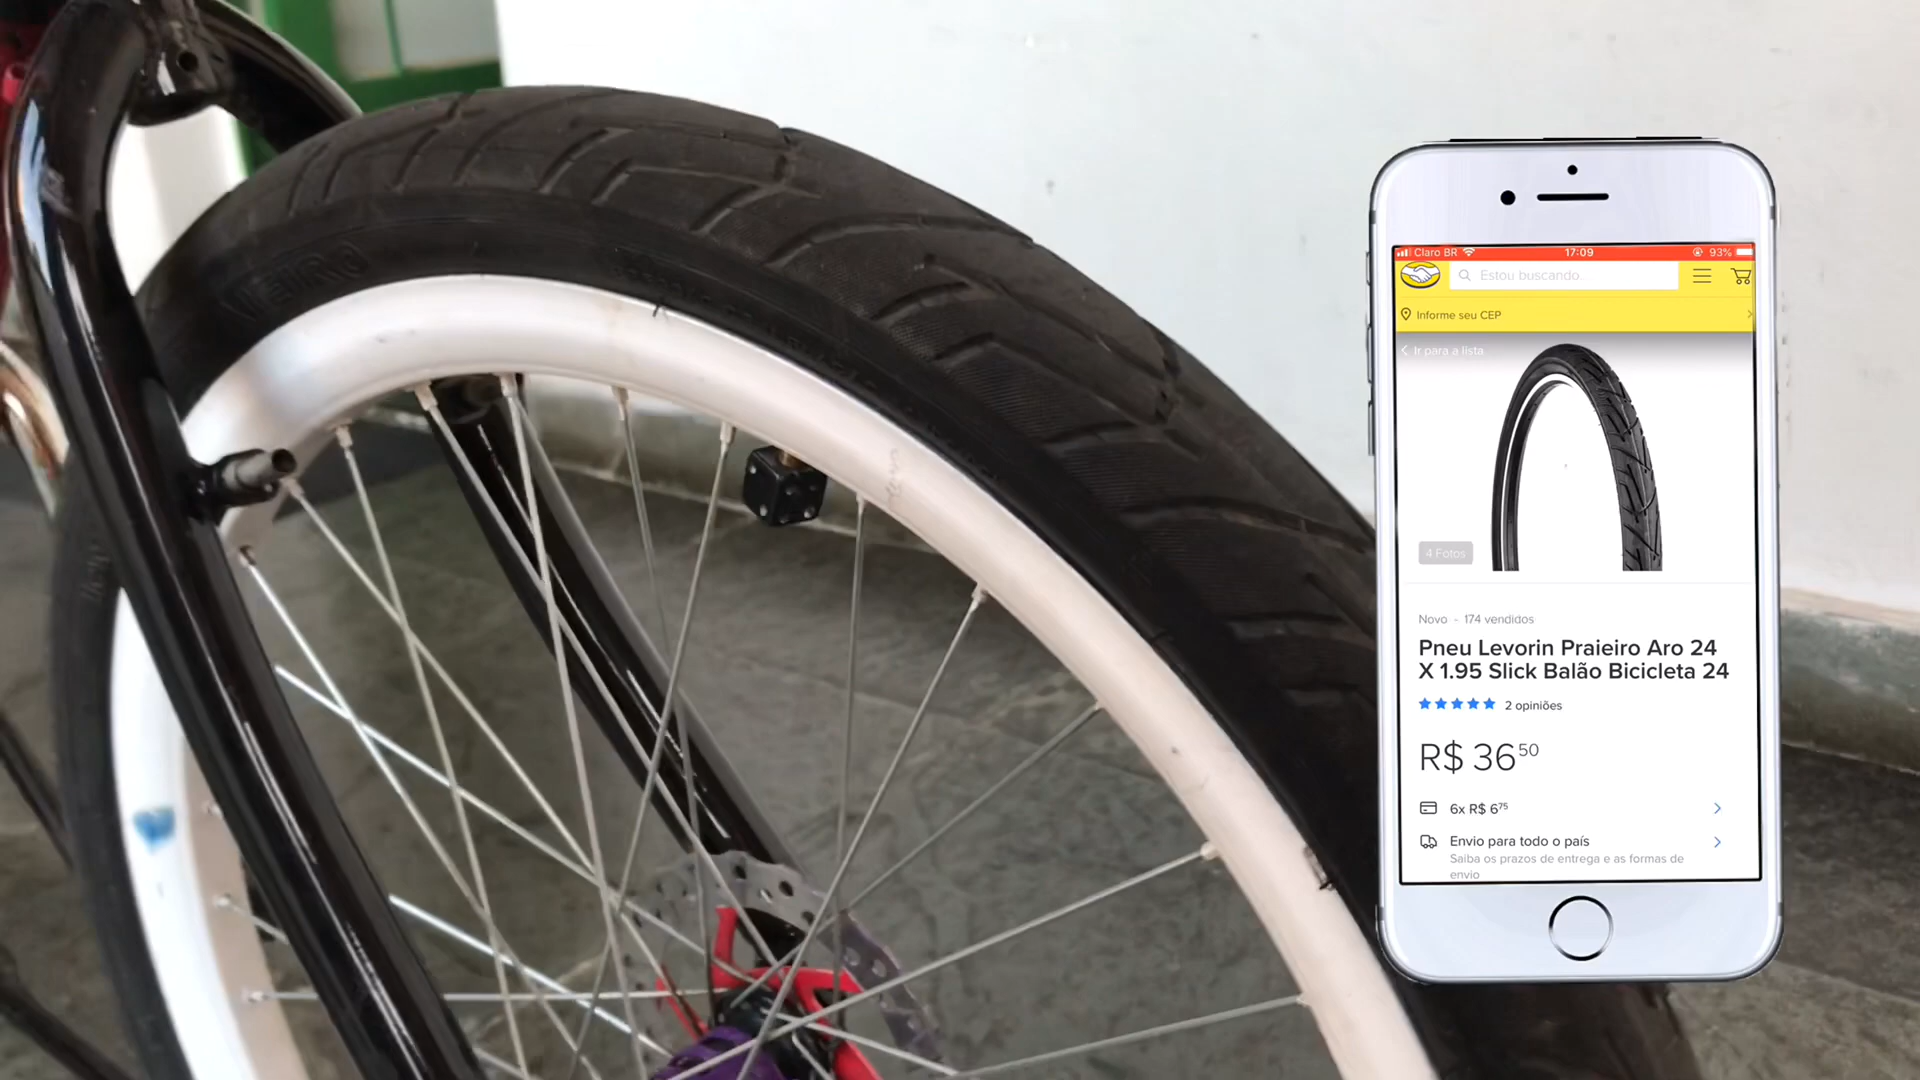 Claro BR
17:09
93%
Estou buscando...
Informe seu CEP
Ir para a lista
4 Fotos
Novo - 174 vendidos
Pneu Levorin Praieiro Aro 24
X 1.95 Slick Balão Bicicleta 24
2 opiniões
R$ 36 50
6x R$ 6 75
Envio para todo o país
Saiba os prazos de entrega e as formas de
envio